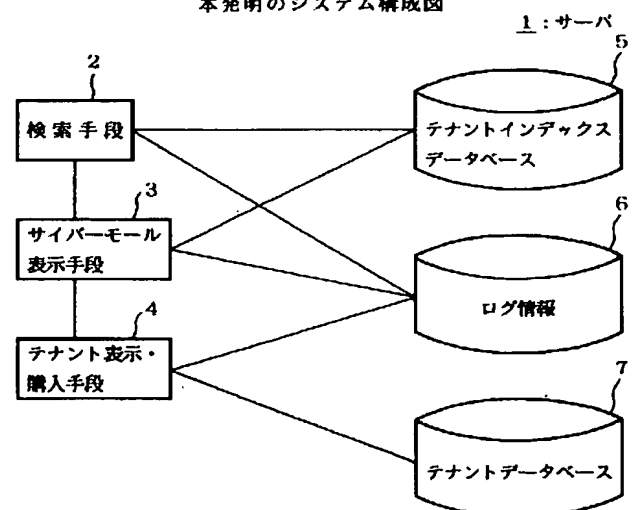 本発明のシステム構成図
1：サーバ
2
検索手段
3
サイバーモール
表示手段
4
テナント表示・
購入手段
5
テナントインデックス
データベース
6
ログ情報
7
テナントデータベース